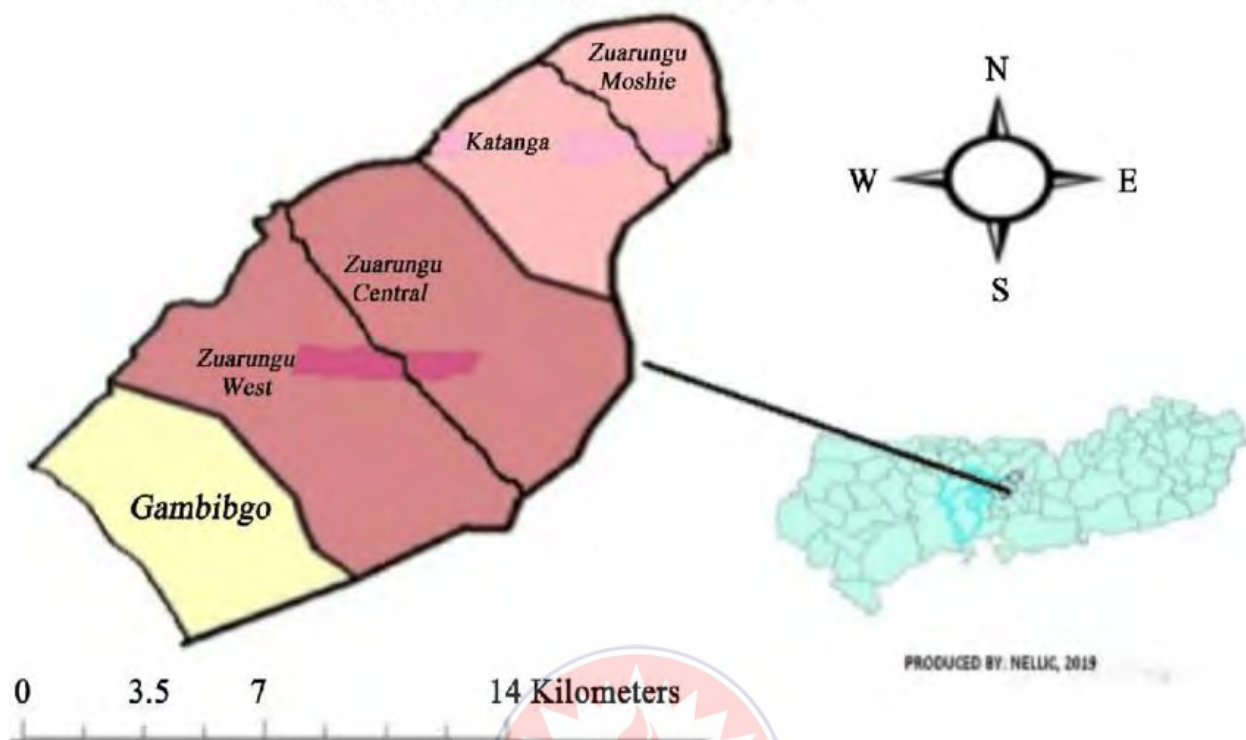 Zuarungu
Moshie
Katanga
Zuarungu
Central
Zuarungu
West
Gambibgo
N
W
E
S
PRODUCED BY: NELLIC, 2019
0 3.5 7 14 Kilometers